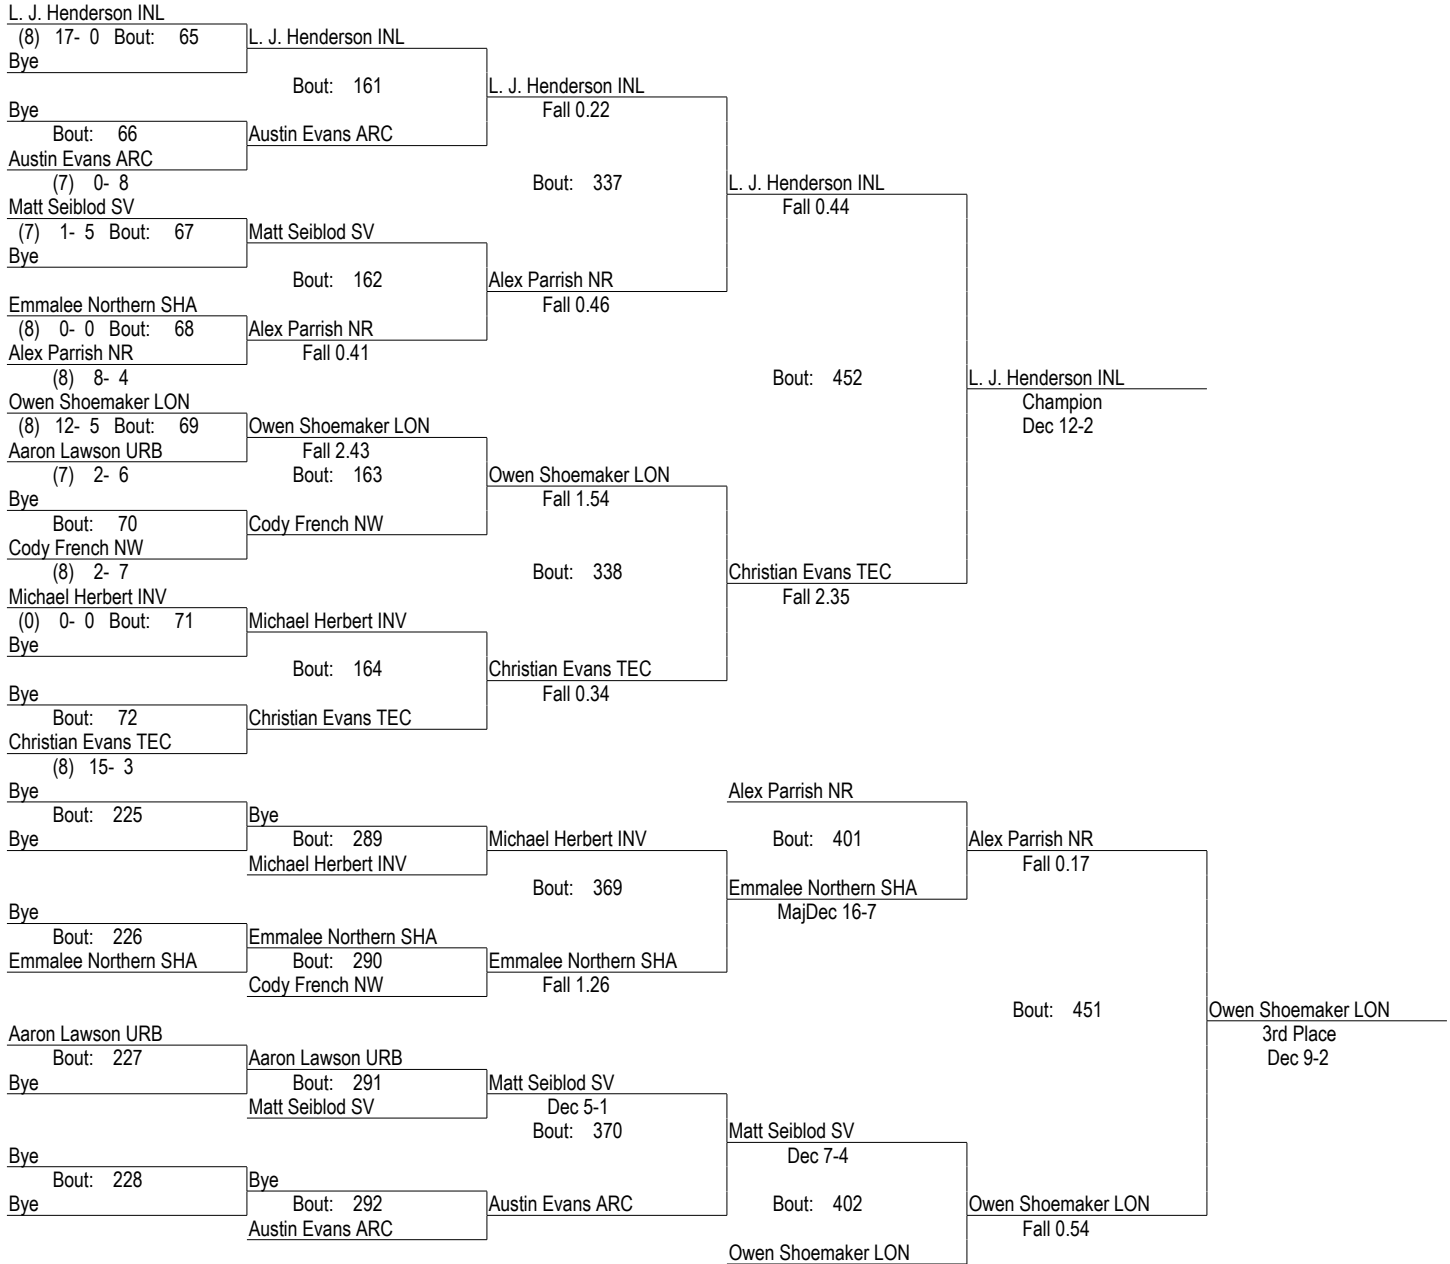 L. J. Henderson INL
(8) 17- 0 Bout: 65 L. J. Henderson INL
Bye
Bout: 161 L. J. Henderson INL
Bye Fall 0.22
Bout: 66 Austin Evans ARC
Austin Evans ARC
(7) 0- 8 Bout: 337 L. J. Henderson INL
Matt Seiblod SV Fall 0.44
(7) 1- 5 Bout: 67 Matt Seiblod SV
Bye
Bout: 162 Alex Parrish NR
Emmalee Northern SHA Fall 0.46
(8) 0- 0 Bout: 68 Alex Parrish NR
Alex Parrish NR Fall 0.41
(8) 8- 4 Bout: 452 L. J. Henderson INL
Owen Shoemaker LON Champion
(8) 12- 5 Bout: 69 Owen Shoemaker LON Dec 12-2
Aaron Lawson URB Fall 2.43
(7) 2- 6 Bout: 163 Owen Shoemaker LON
Bye Fall 1.54
Bout: 70 Cody French NW
Cody French NW
(8) 2- 7 Bout: 338 Christian Evans TEC
Michael Herbert INV Fall 2.35
(0) 0- 0 Bout: 71 Michael Herbert INV
Bye
Bout: 164 Christian Evans TEC
Bye Fall 0.34
Bout: 72 Christian Evans TEC
Christian Evans TEC
(8) 15- 3
Bye Alex Parrish NR
Bout: 225 Bye
Bye Bout: 289 Michael Herbert INV Bout: 401 Alex Parrish NR
Michael Herbert INV Fall 0.17
Bout: 369 Emmalee Northern SHA
Bye MajDec 16-7
Bout: 226 Emmalee Northern SHA
Emmalee Northern SHA Bout: 290 Emmalee Northern SHA
Cody French NW Fall 1.26
Bout: 451 Owen Shoemaker LON
Aaron Lawson URB 3rd Place
Bout: 227 Aaron Lawson URB Dec 9-2
Bye Bout: 291 Matt Seiblod SV
Matt Seiblod SV Dec 5-1
Bout: 370 Matt Seiblod SV
Bye Dec 7-4
Bout: 228 Bye
Bye Bout: 292 Austin Evans ARC Bout: 402 Owen Shoemaker LON
Austin Evans ARC Fall 0.54
Owen Shoemaker LON